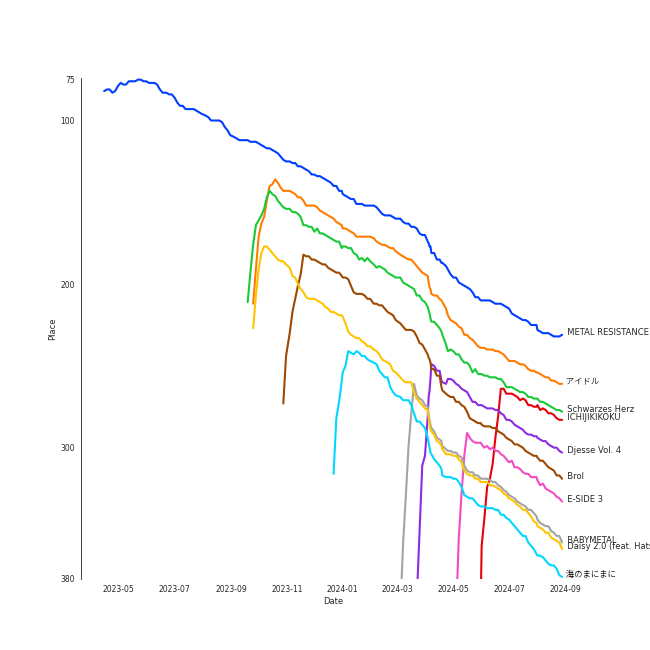 75
100
200
300
380
Place
2023-05
2023-07
2023-09
2023-11
2024-01
2024-03
2024-05
2024-07
2024-09
Date
METAL RESISTANCE
アイドル
Schwarzes Herz
ICHIJIKIKOKU
Djesse Vol. 4
Brol
E-SIDE 3
BABYMETAL
Daisy 2.0 (feat. Hats
海のまにまに